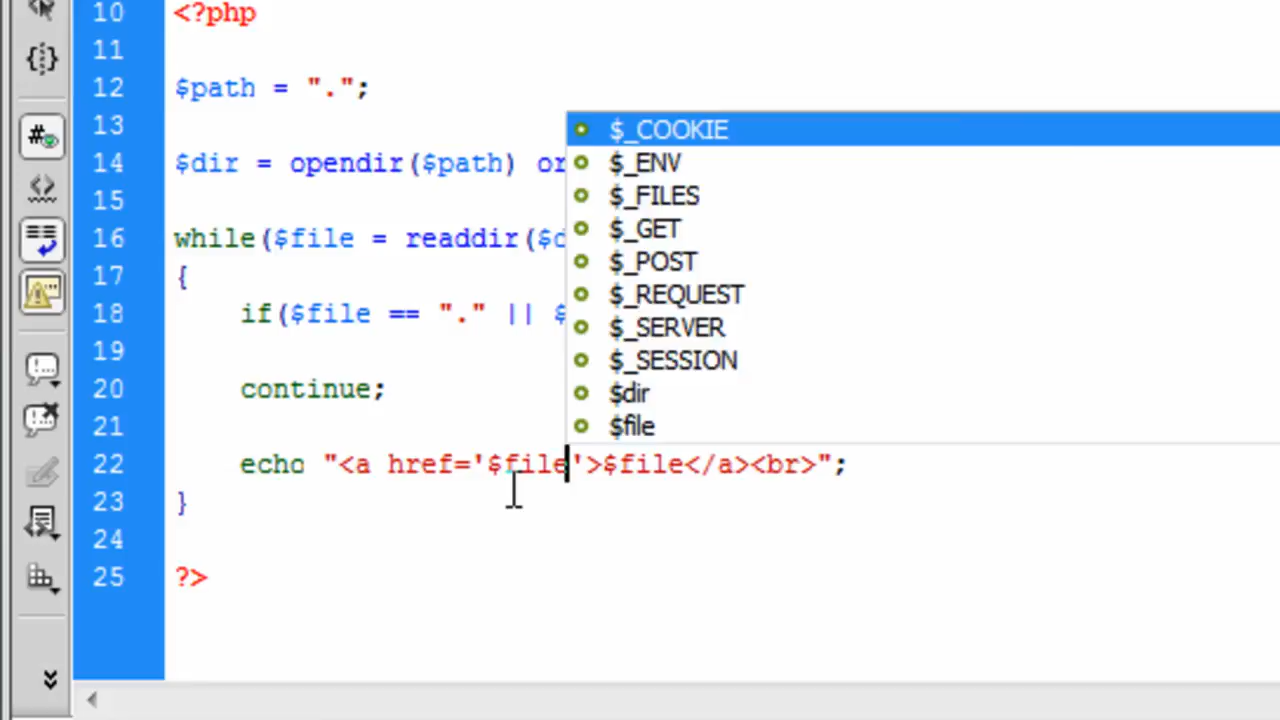 10 <?php
11
12 $path = ".";
13
14 $dir = opendir($path) or
15
16 while($file = readdir($d
17 {
18 if($file == "." || $
19
20 continue;
21
22 echo "<a href='$file'>$file</a><br>";
23 }
24
25 ?>
$_COOKIE
$_ENV
$_FILES
$_GET
$_POST
$_REQUEST
$_SERVER
$_SESSION
$dir
$file